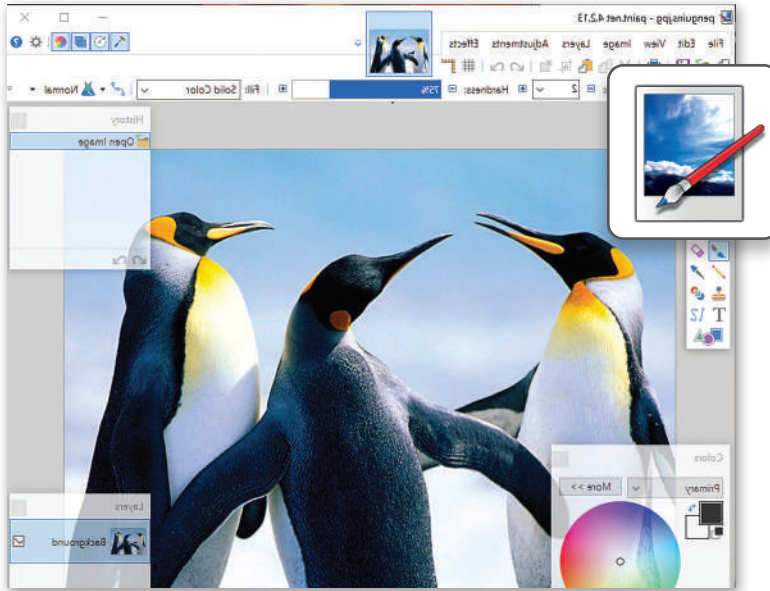 penguins.jpg - paint.net 4.2.13
File Edit View Image Layers Adjustments Effects
2 Hardness: 75% Fill: Solid Color Normal
History
Open Image
Colors
Primary More >>
Layers
Background